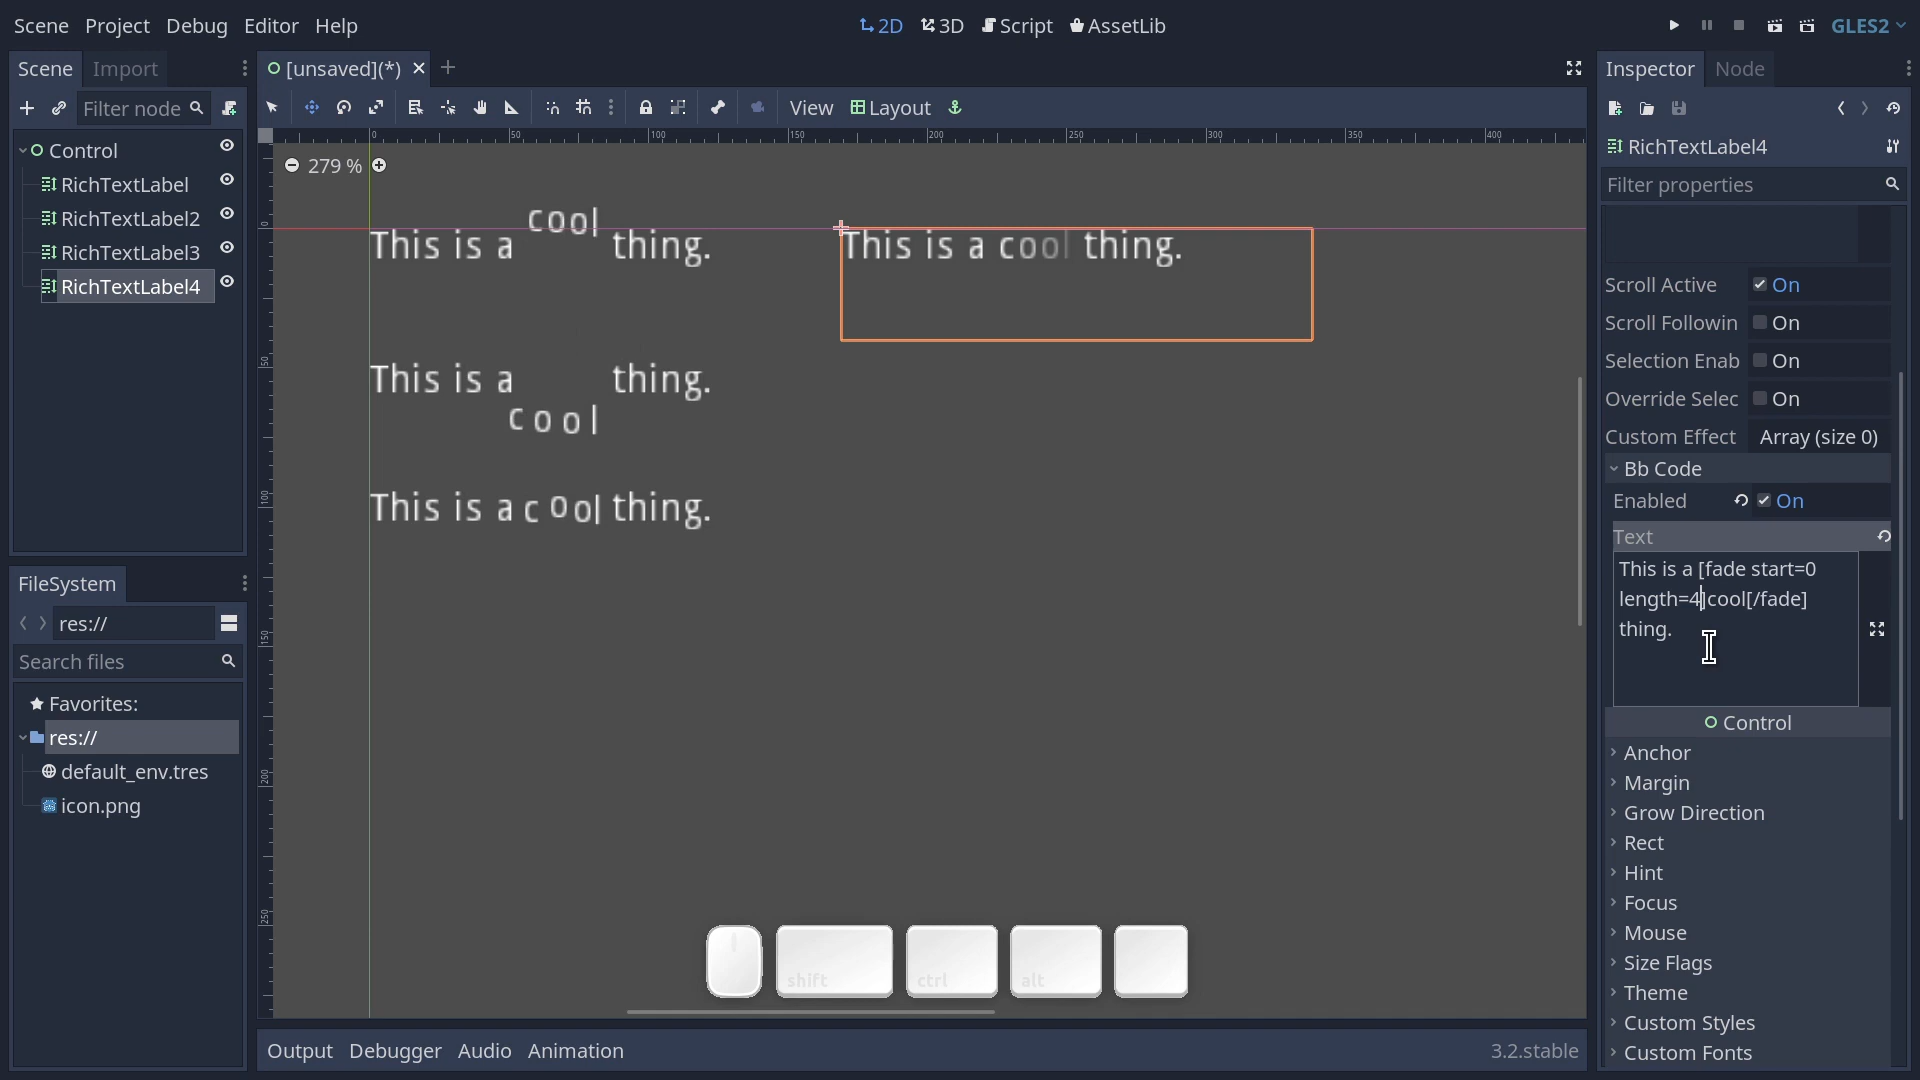 Scene Project Debug Editor Help
2D 3D Script AssetLib
GLES2
Scene Import
[unsaved](*)
Inspector Node
Filter node
View Layout
Control
RichTextLabel
RichTextLabel2
RichTextLabel3
RichTextLabel4
0 50 100 150 200 250 300 350 400
279 %
0
50
100
150
200
250
This is a cool thing.
This is a cool thing.
This is a cool thing.
This is a cool thing.
shift ctrl alt
FileSystem
res://
Search files
Favorites:
res://
default_env.tres
icon.png
Output Debugger Audio Animation
3.2.stable
RichTextLabel4
Filter properties
Scroll Active On
Scroll Followin On
Selection Enab On
Override Selec On
Custom Effect Array (size 0)
Bb Code
Enabled On
Text
This is a [fade start=0
length=4]cool[/fade]
thing.
Control
Anchor
Margin
Grow Direction
Rect
Hint
Focus
Mouse
Size Flags
Theme
Custom Styles
Custom Fonts